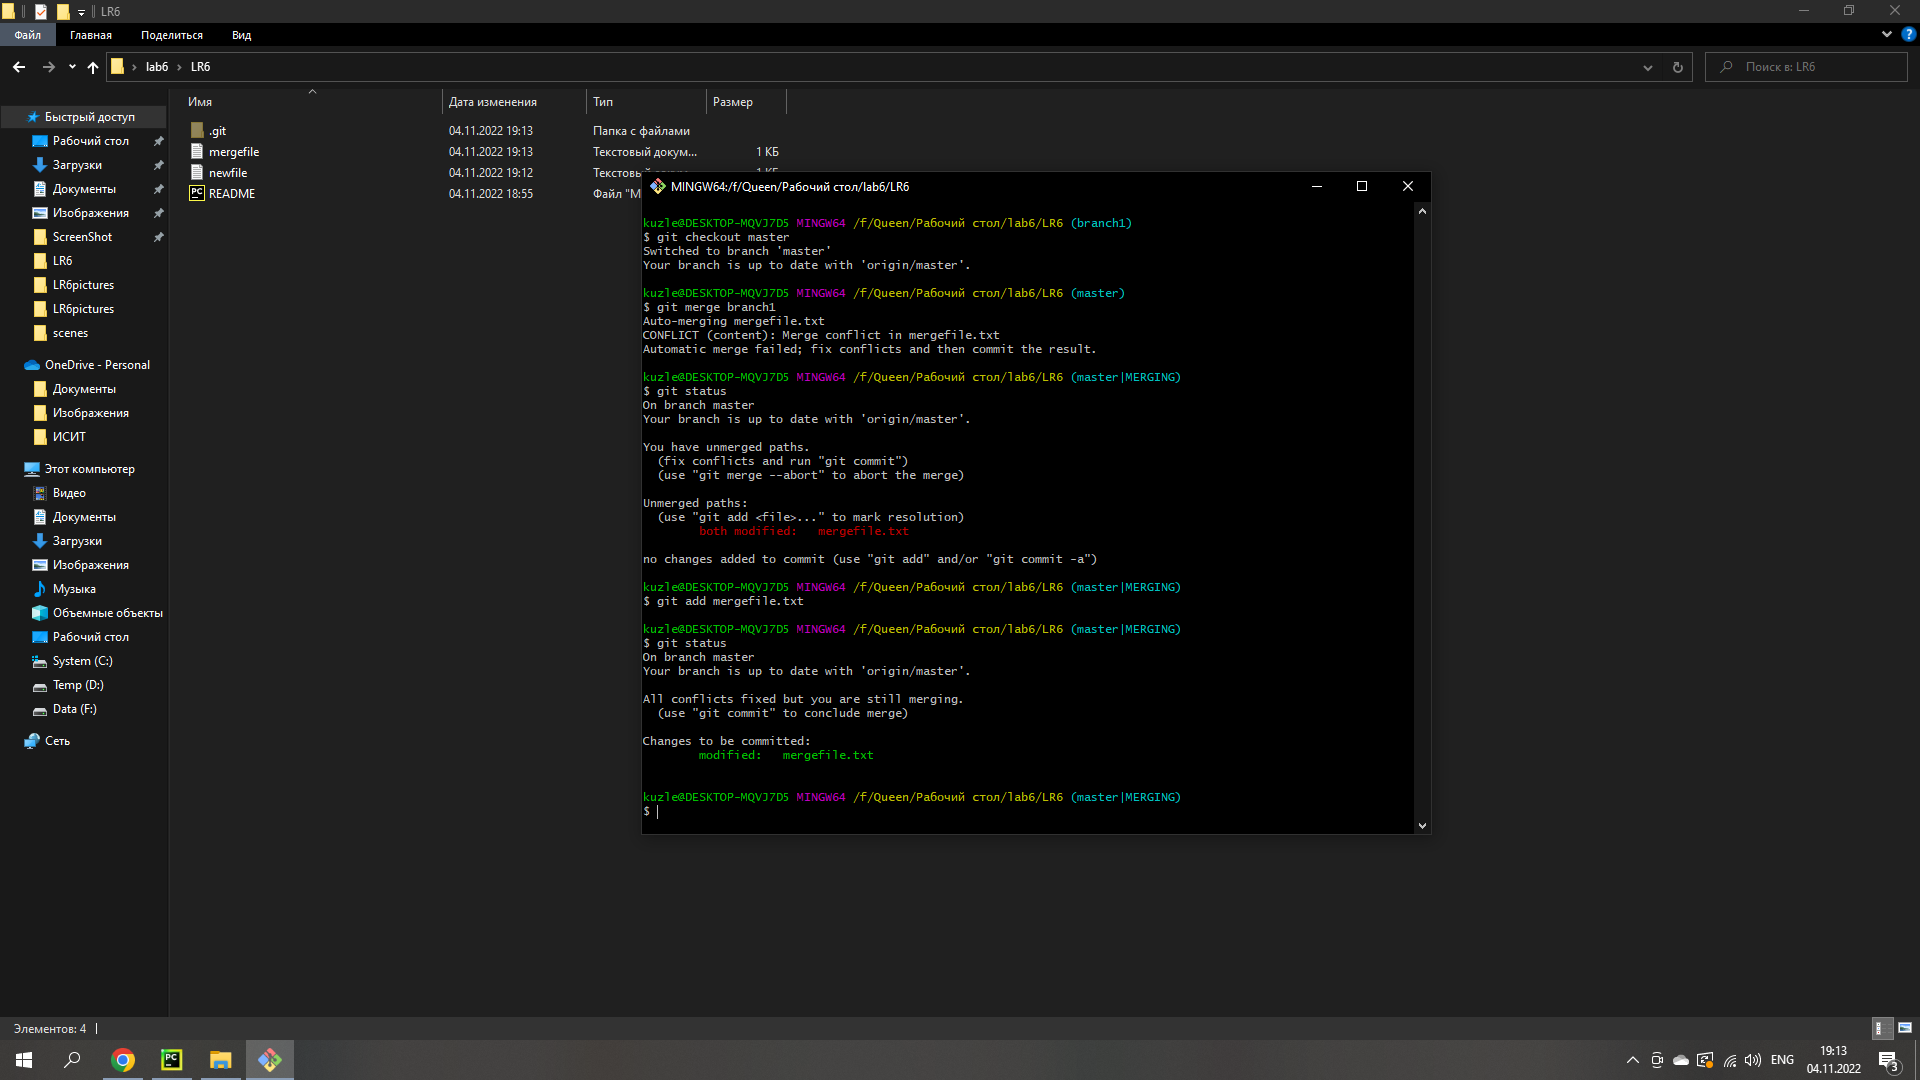 LR6
Файл Главная Поделиться Вид
lab6 LR6
Поиск в: LR6
Имя Дата изменения Тип Размер
.git 04.11.2022 19:13 Папка с файлами
mergefile 04.11.2022 19:13 Текстовый докум... 1 КБ
newfile 04.11.2022 19:12
README 04.11.2022 18:55 Файл "M
Быстрый доступ
Рабочий стол
Загрузки
Документы
Изображения
ScreenShot
LR6
LR6pictures
LR6pictures
scenes
OneDrive - Personal
Документы
Изображения
ИСИТ
Этот компьютер
Видео
Документы
Загрузки
Изображения
Музыка
Объемные объекты
Рабочий стол
System (C:)
Temp (D:)
Data (F:)
Сеть
MINGW64:/f/Queen/Рабочий стол/lab6/LR6
kuzle@DESKTOP-MQVJ7D5 MINGW64 /f/Queen/Рабочий стол/lab6/LR6 (branch1)
$ git checkout master
Switched to branch 'master'
Your branch is up to date with 'origin/master'.
kuzle@DESKTOP-MQVJ7D5 MINGW64 /f/Queen/Рабочий стол/lab6/LR6 (master)
$ git merge branch1
Auto-merging mergefile.txt
CONFLICT (content): Merge conflict in mergefile.txt
Automatic merge failed; fix conflicts and then commit the result.
kuzle@DESKTOP-MQVJ7D5 MINGW64 /f/Queen/Рабочий стол/lab6/LR6 (master|MERGING)
$ git status
On branch master
Your branch is up to date with 'origin/master'.
You have unmerged paths.
(fix conflicts and run "git commit")
(use "git merge --abort" to abort the merge)
Unmerged paths:
(use "git add <file>..." to mark resolution)
both modified: mergefile.txt
no changes added to commit (use "git add" and/or "git commit -a")
kuzle@DESKTOP-MQVJ7D5 MINGW64 /f/Queen/Рабочий стол/lab6/LR6 (master|MERGING)
$ git add mergefile.txt
kuzle@DESKTOP-MQVJ7D5 MINGW64 /f/Queen/Рабочий стол/lab6/LR6 (master|MERGING)
$ git status
On branch master
Your branch is up to date with 'origin/master'.
All conflicts fixed but you are still merging.
(use "git commit" to conclude merge)
Changes to be committed:
modified: mergefile.txt
kuzle@DESKTOP-MQVJ7D5 MINGW64 /f/Queen/Рабочий стол/lab6/LR6 (master|MERGING)
$
Элементов: 4
ENG
19:13
04.11.2022
3